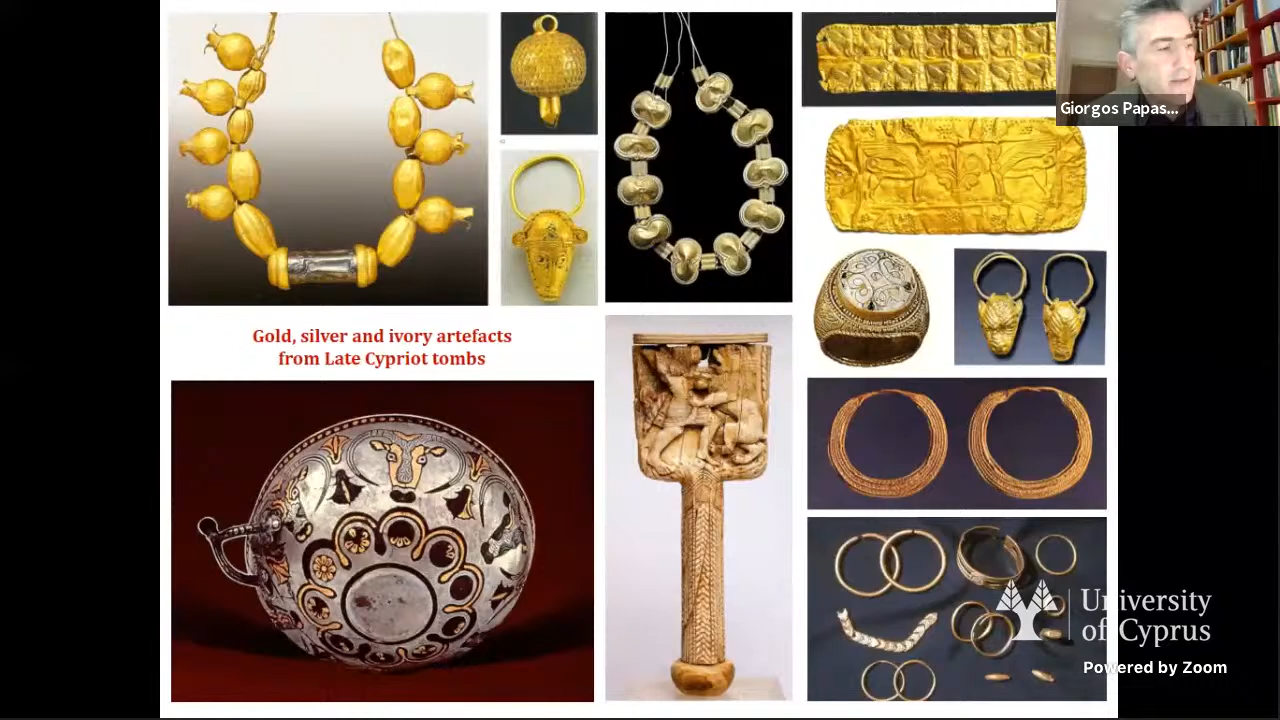 Giorgos Papas...
Gold, silver and ivory artefacts
from Late Cypriot tombs
University
of Cyprus
Powered by Zoom